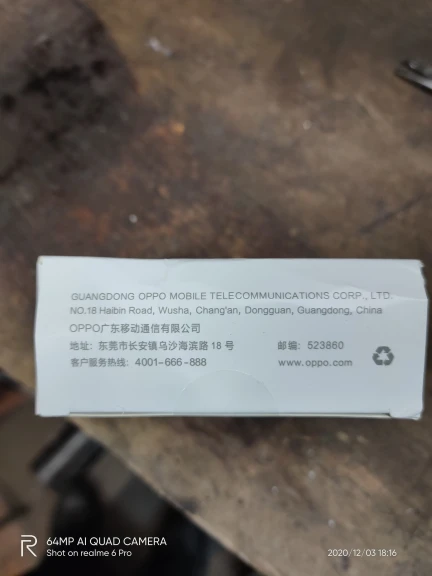 GUANGDONG OPPO MOBILE TELECOMMUNICATIONS CORP., LTD.
NO.18 Haibin Road, Wusha, Chang'an, Dongguan, Guangdong, China
OPPO广东移动通信有限公司
地址: 东莞市长安镇乌沙海滨路 18 号 邮编: 523860
客户服务热线: 4001-666-888 www.oppo.com
64MP AI QUAD CAMERA
Shot on realme 6 Pro 2020/12/03 18:16